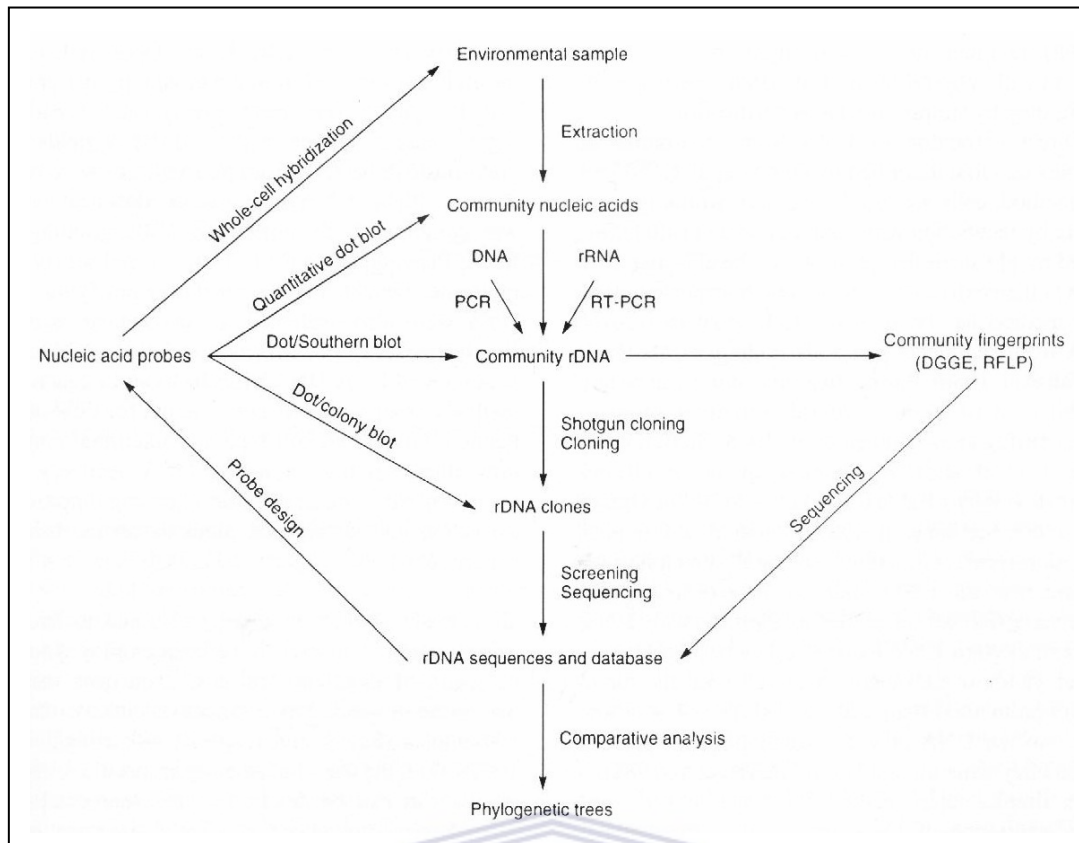 Environmental sample
Extraction
Whole-cell hybridization
Community nucleic acids
Quantitative dot blot
DNA
rRNA
PCR
RT-PCR
Nucleic acid probes
Dot/Southern blot
Community rDNA
Community fingerprints
(DGGE, RFLP)
Dot/colony blot
Shotgun cloning
Cloning
Probe design
rDNA clones
Sequencing
Screening
Sequencing
rDNA sequences and database
Comparative analysis
Phylogenetic trees